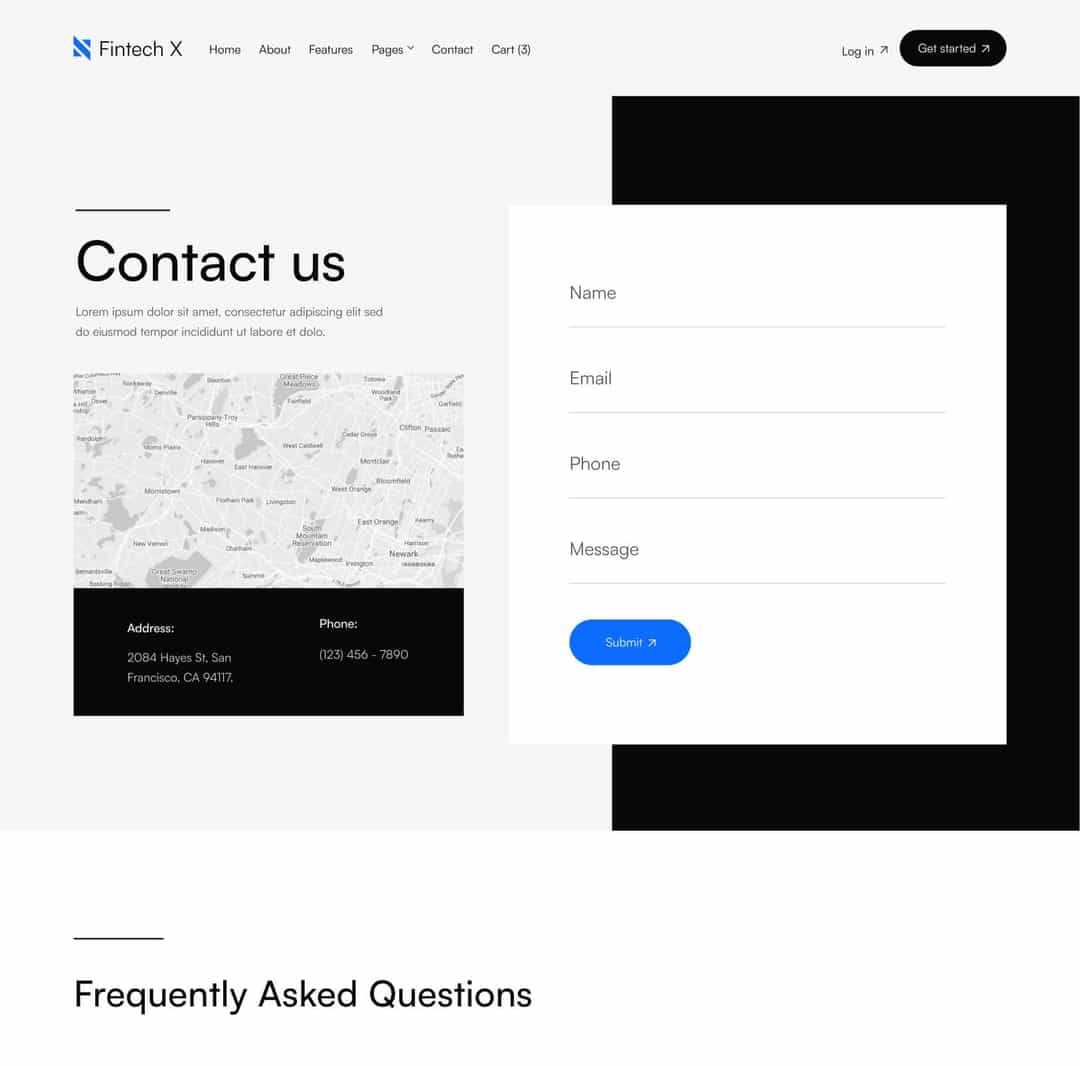 Fintech X
Home
About
Features
Pages
Contact
Cart (3)
Log in
Get started
Contact us
Lorem ipsum dolor sit amet, consectetur adipiscing elit sed
do eiusmod tempor incididunt ut labore et dolo.
Rockaway
Boonton
Great Piece
Meadows
Totowa
Wharton
Dover
Denville
Fairfield
Woodland
Park
Garfield
Parsippany-Troy
Hills
Clifton
Passaic
Randolph
Morris Plains
Cedar Grove
West Caldwell
Hanover
East Hanover
Montclair
Bloomfield
Mendham
Morristown
Florham Park
Livingston
West Orange
Madison
South
Mountain
Reservation
East Orange
Kearny
New Vernon
Chatham
Harrison
Newark
Maplewood
Irvington
Bernardsville
Great Swamp
National
Summit
Basking Ridge
Address:
2084 Hayes St, San
Francisco, CA 94117.
Phone:
(123) 456 - 7890
Name
Email
Phone
Message
Submit
Frequently Asked Questions